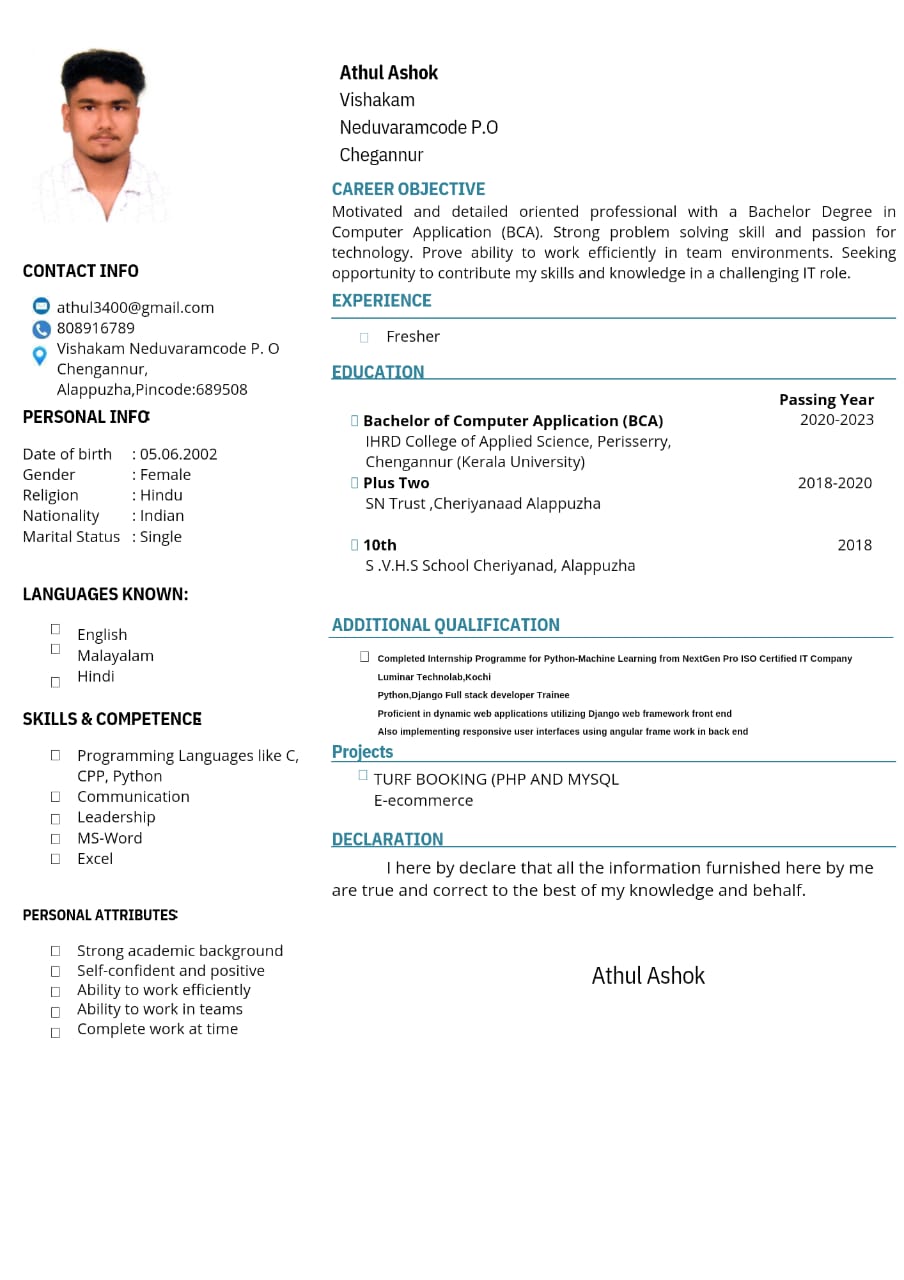 Athul Ashok
Vishakam
Neduvaramcode P.O
Chegannur
CAREER OBJECTIVE
Motivated and detailed oriented professional with a Bachelor Degree in
Computer Application (BCA). Strong problem solving skill and passion for
technology. Prove ability to work efficiently in team environments. Seeking
opportunity to contribute my skills and knowledge in a challenging IT role.
EXPERIENCE
Fresher
EDUCATION
Passing Year
Bachelor of Computer Application (BCA) 2020-2023
IHRD College of Applied Science, Perisserry,
Chengannur (Kerala University)
Plus Two 2018-2020
SN Trust ,Cheriyanaad Alappuzha
10th 2018
S .V.H.S School Cheriyanad, Alappuzha
ADDITIONAL QUALIFICATION
Completed Internship Programme for Python-Machine Learning from NextGen Pro ISO Certified IT Company
Luminar Technolab,Kochi
Python,Django Full stack developer Trainee
Proficient in dynamic web applications utilizing Django web framework front end
Also implementing responsive user interfaces using angular frame work in back end
Projects
TURF BOOKING (PHP AND MYSQL
E-ecommerce
DECLARATION
I here by declare that all the information furnished here by me
are true and correct to the best of my knowledge and behalf.
Athul Ashok
CONTACT INFO
athul3400@gmail.com
808916789
Vishakam Neduvaramcode P. O
Chengannur,
Alappuzha,Pincode:689508
PERSONAL INFO:
Date of birth : 05.06.2002
Gender : Female
Religion : Hindu
Nationality : Indian
Marital Status : Single
LANGUAGES KNOWN:
English
Malayalam
Hindi
SKILLS & COMPETENCE:
Programming Languages like C,
CPP, Python
Communication
Leadership
MS-Word
Excel
PERSONAL ATTRIBUTES:
Strong academic background
Self-confident and positive
Ability to work efficiently
Ability to work in teams
Complete work at time